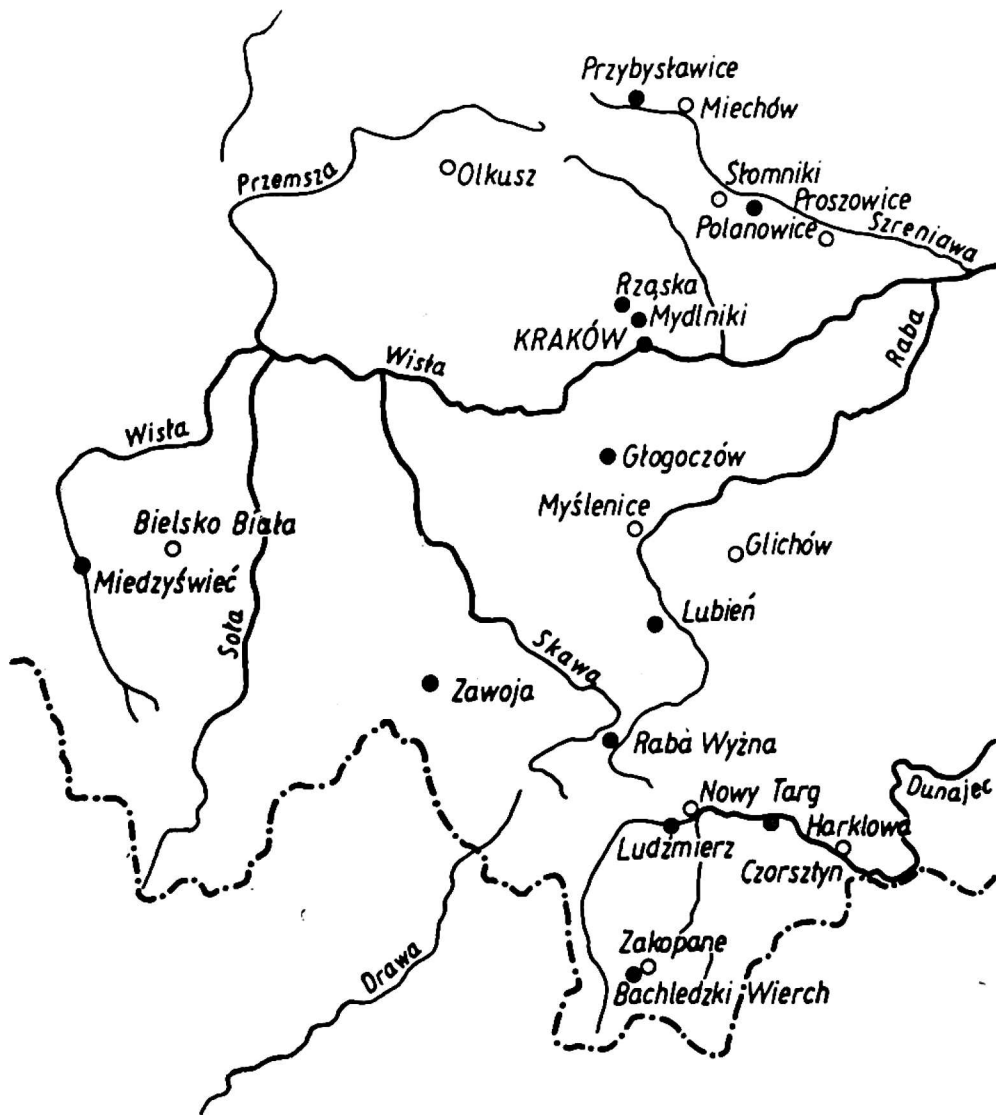 Przybysławice
Miechów
Przemsza
Olkusz
Słomniki
Proszowice
Polanowice
Szreniawa
Rząska
Mydlniki
KRAKÓW
Raba
Wisła
Wisła
Głogoczów
Myślenice
Glichów
Bielsko Biała
Miedzyświeć
Lubień
Soła
Skawa
Zawoja
Raba Wyżna
Nowy Targ
Dunajec
Harklowa
Ludźmierz
Czorsztyn
Drawa
Zakopane
Bachledzki Wierch